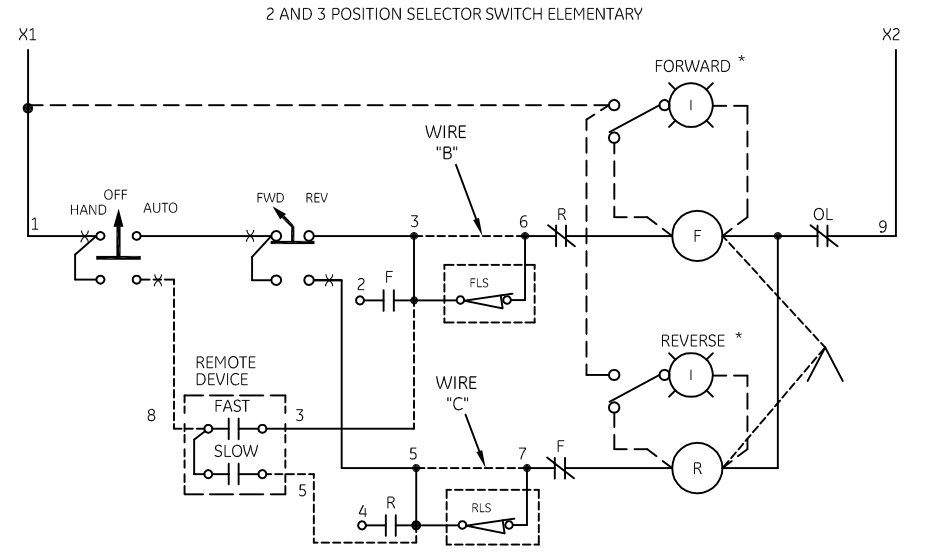 2 AND 3 POSITION SELECTOR SWITCH ELEMENTARY
X1
X2
FORWARD *
I
WIRE
"B"
OFF
HAND
AUTO
FWD
REV
1
3
6
R
F
OL
9
2
F
FLS
REVERSE *
I
REMOTE
DEVICE
WIRE
"C"
8
FAST
3
SLOW
5
5
7
F
R
4
R
RLS